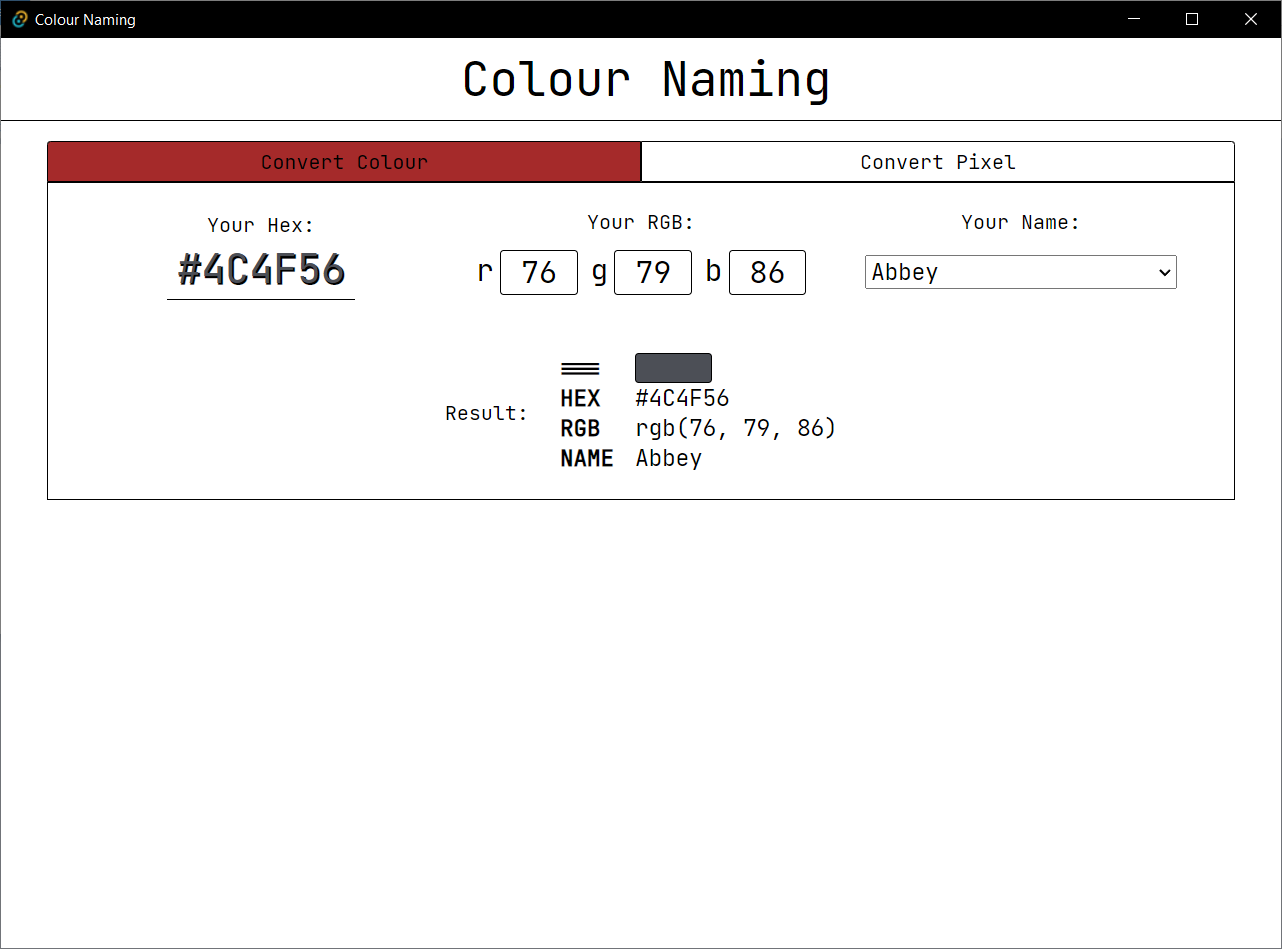 Colour Naming
Colour Naming
Convert Colour
Convert Pixel
Your Hex:
#4C4F56
Your RGB:
r 76 g 79 b 86
Your Name:
Abbey
Result:
HEX #4C4F56
RGB rgb(76, 79, 86)
NAME Abbey